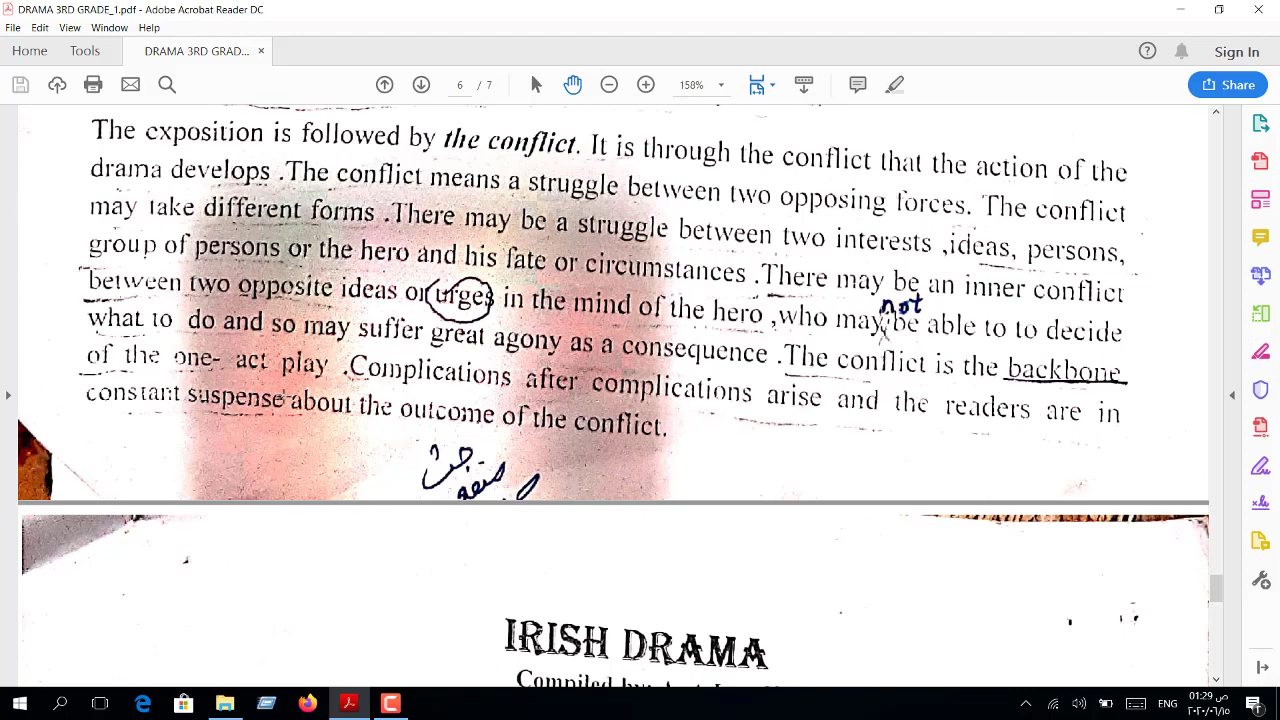 DRAMA 3RD GRADE_1.pdf - Adobe Acrobat Reader DC
File Edit View Window Help
Home Tools DRAMA 3RD GRAD... × Sign In
6 / 7 158% Share
The exposition is followed by the conflict. It is through the conflict that the action of the
drama develops .The conflict means a struggle between two opposing forces. The conflict
may take different forms .There may be a struggle between two interests ,ideas, persons,
group of persons or the hero and his fate or circumstances .There may be an inner conflict
between two opposite ideas or urges in the mind of the hero ,who may not be able to to decide
what to do and so may suffer great agony as a consequence .The conflict is the backbone
of the one- act play .Complications after complications arise and the readers are in
constant suspense about the outcome of the conflict.
IRISH DRAMA
Compiled by:
ENG 01:29 ص
٢٠٢٠/٠٦/١٥